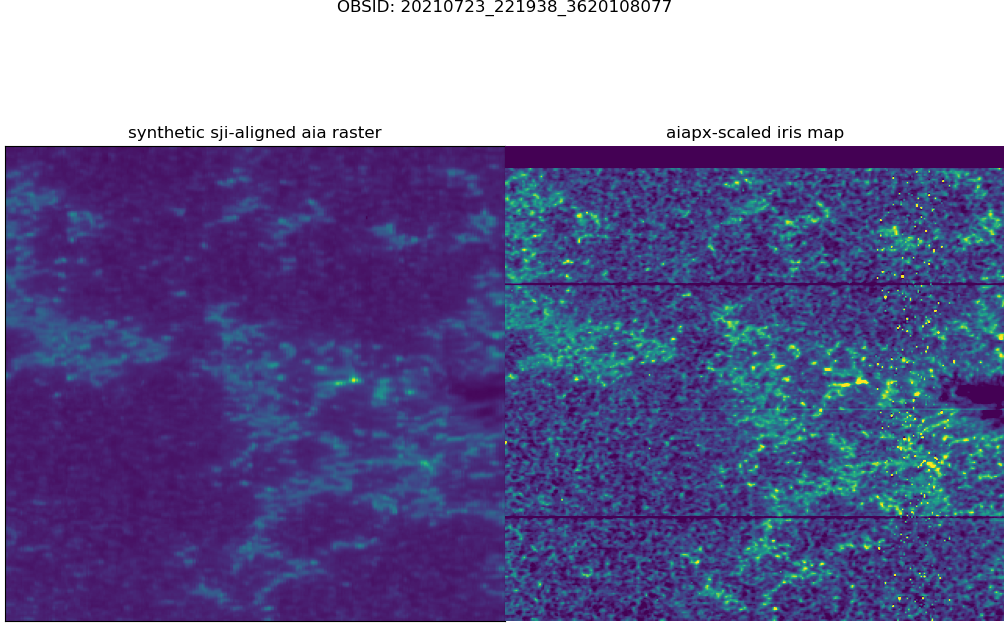 OBSID: 20210723_221938_3620108077
synthetic sji-aligned aia raster
aiapx-scaled iris map